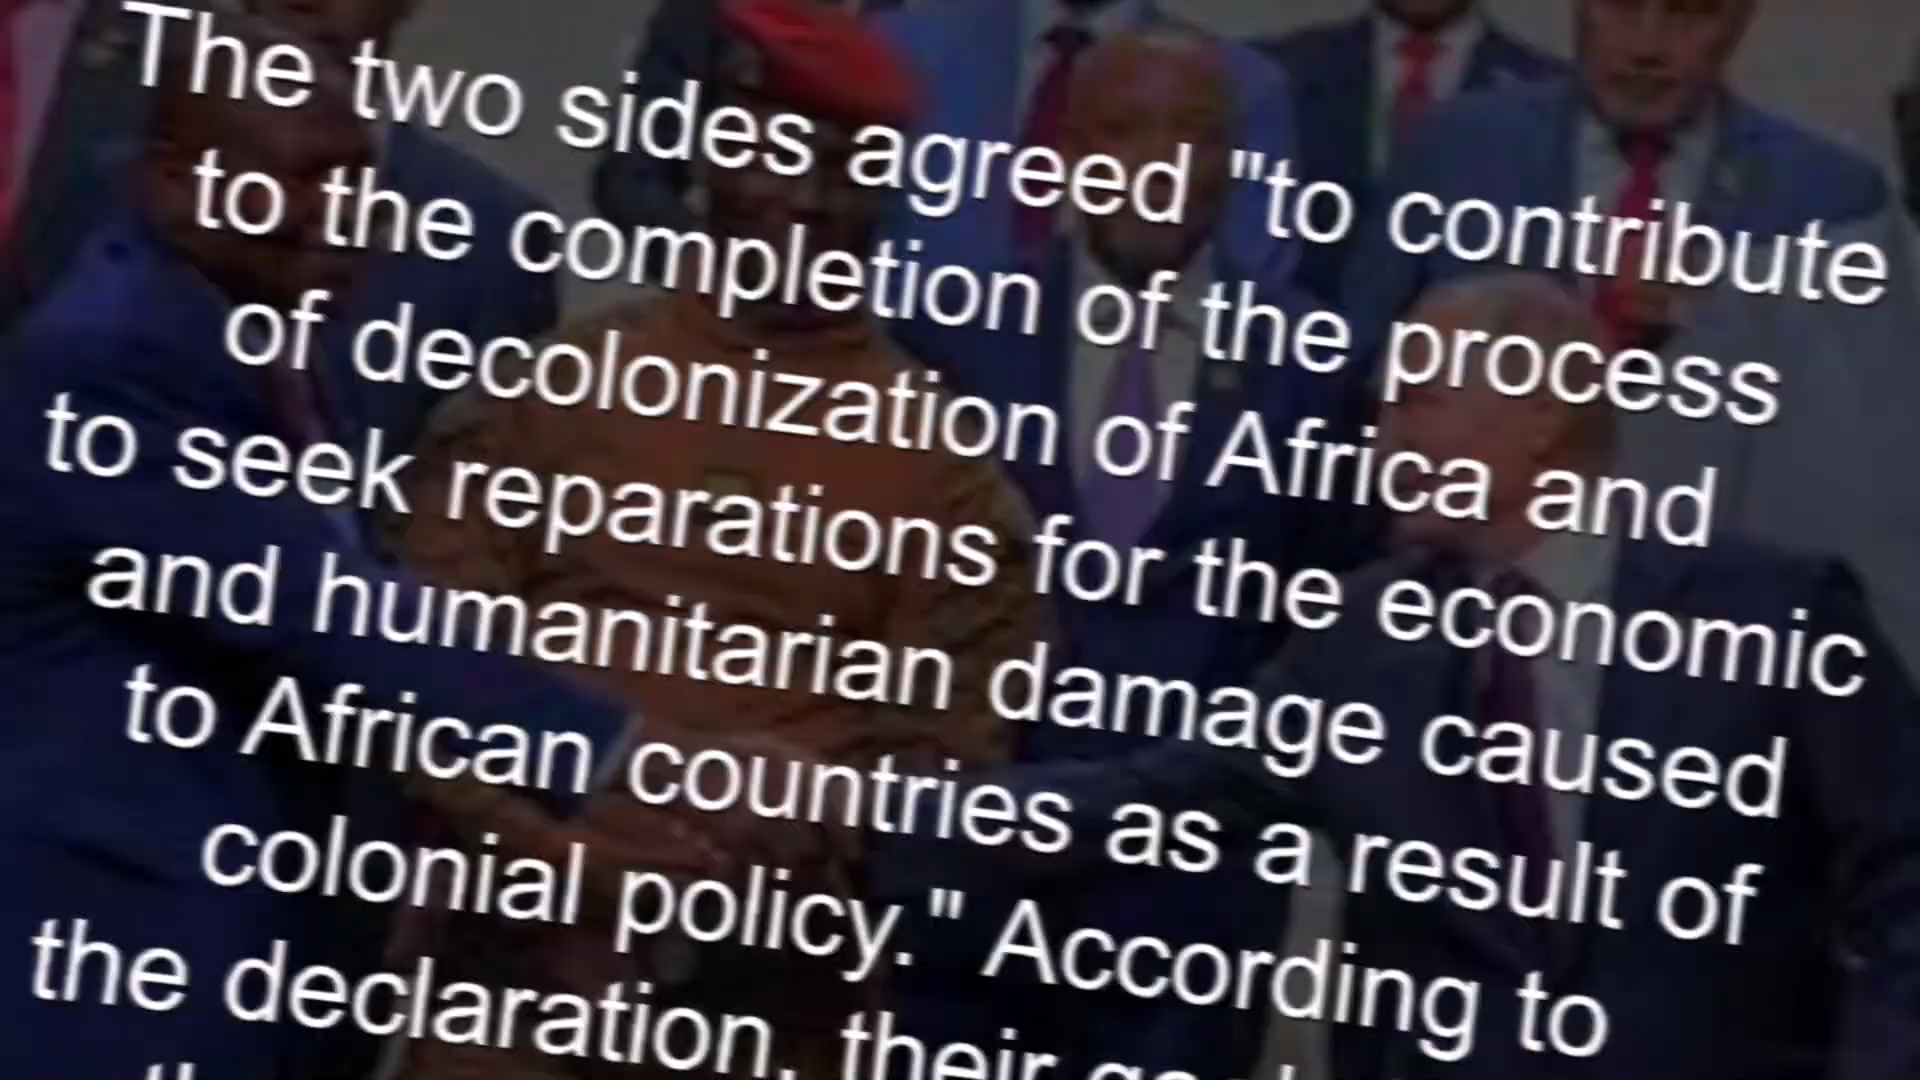 The two sides agreed "to contribute
to the completion of the process
of decolonization of Africa and
to seek reparations for the economic
and humanitarian damage caused
to African countries as a result of
colonial policy." According to
the declaration, their